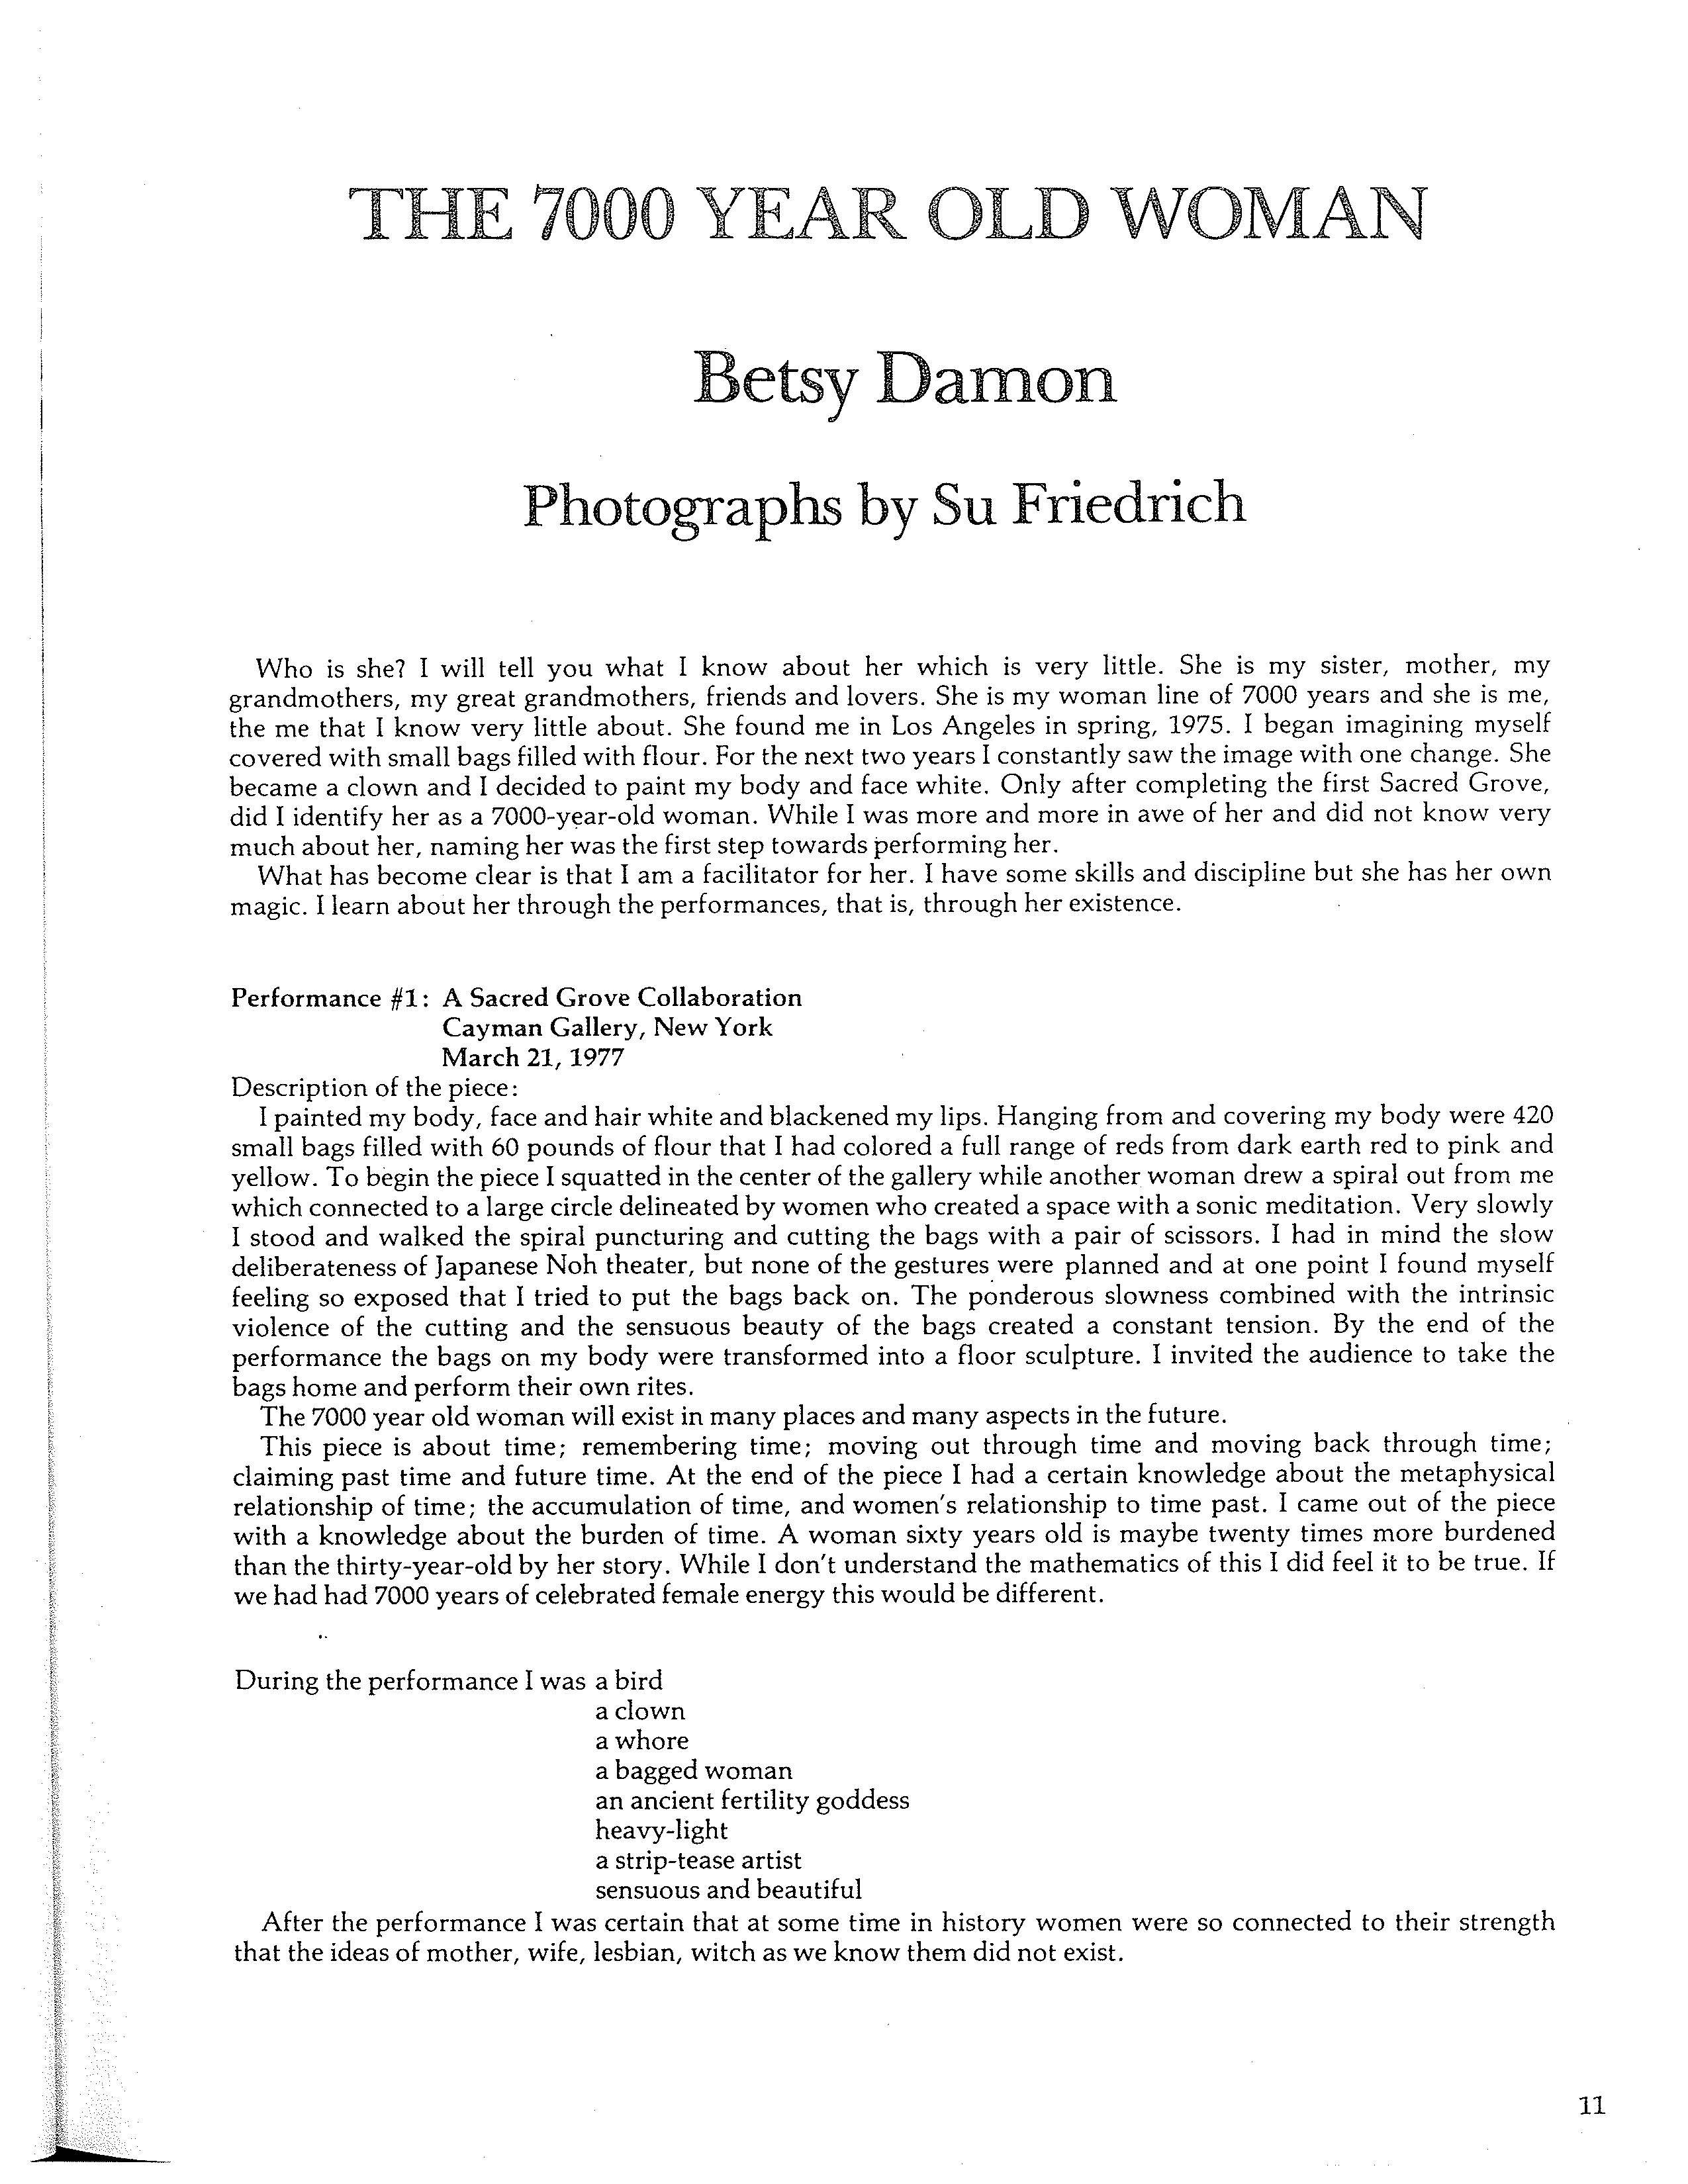 THE 7000 YEAR OLD WOMAN
Betsy Damon
Photographs by Su Friedrich
Who is she? I will tell you what I know about her which is very little. She is my sister, mother, my
grandmothers, my great grandmothers, friends and lovers. She is my woman line of 7000 years and she is me,
the me that I know very little about. She found me in Los Angeles in spring, 1975. I began imagining myself
covered with small bags filled with flour. For the next two years I constantly saw the image with one change. She
became a clown and I decided to paint my body and face white. Only after completing the first Sacred Grove,
did I identify her as a 7000-year-old woman. While I was more and more in awe of her and did not know very
much about her, naming her was the first step towards performing her.
What has become clear is that I am a facilitator for her. I have some skills and discipline but she has her own
magic. I learn about her through the performances, that is, through her existence.
Performance #1: A Sacred Grove Collaboration
Cayman Gallery, New York
March 21, 1977
Description of the piece:
I painted my body, face and hair white and blackened my lips. Hanging from and covering my body were 420
small bags filled with 60 pounds of flour that I had colored a full range of reds from dark earth red to pink and
yellow. To begin the piece I squatted in the center of the gallery while another woman drew a spiral out from me
which connected to a large circle delineated by women who created a space with a sonic meditation. Very slowly
I stood and walked the spiral puncturing and cutting the bags with a pair of scissors. I had in mind the slow
deliberateness of Japanese Noh theater, but none of the gestures were planned and at one point I found myself
feeling so exposed that I tried to put the bags back on. The ponderous slowness combined with the intrinsic
violence of the cutting and the sensuous beauty of the bags created a constant tension. By the end of the
performance the bags on my body were transformed into a floor sculpture. I invited the audience to take the
bags home and perform their own rites.
The 7000 year old woman will exist in many places and many aspects in the future.
This piece is about time; remembering time; moving out through time and moving back through time;
claiming past time and future time. At the end of the piece I had a certain knowledge about the metaphysical
relationship of time; the accumulation of time, and women's relationship to time past. I came out of the piece
with a knowledge about the burden of time. A woman sixty years old is maybe twenty times more burdened
than the thirty-year-old by her story. While I don't understand the mathematics of this I did feel it to be true. If
we had had 7000 years of celebrated female energy this would be different.
During the performance I was a bird
a clown
a whore
a bagged woman
an ancient fertility goddess
heavy-light
a strip-tease artist
sensuous and beautiful
After the performance I was certain that at some time in history women were so connected to their strength
that the ideas of mother, wife, lesbian, witch as we know them did not exist.
11